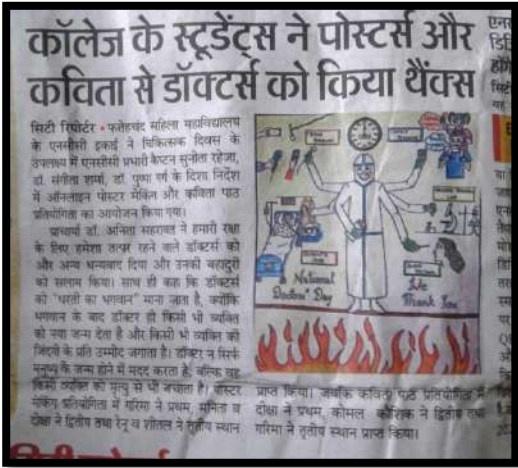 कॉलेज के स्टूडेंट्स ने पोस्टर्स और
कविता से डॉक्टर्स को किया थैंक्स
सिटी रिपोर्टर • फतेहचंद महिला महाविद्यालय
के एनसीसी इकाई ने चिकित्सक दिवस के
उपलक्ष्य में एनसीसी प्रभारी कैप्टन सुनीता रहेजा,
डॉ. संगीता शर्मा, डॉ. पुष्पा गर्ग के दिशा निर्देश
में ऑनलाइन पोस्टर मेकिंग और कविता पाठ
प्रतियोगिता का आयोजन किया गया।
प्राचार्या डॉ. अनिता सहरावत ने हमारी रक्षा
के लिए हमेशा तत्पर रहने वाले डॉक्टर्स को
और अन्य धन्यवाद दिया और उनकी बहादुरी
को सलाम किया। साथ ही कहा कि डॉक्टर्स
को "धरती का भगवान" माना जाता है, क्योंकि
भगवान के बाद डॉक्टर ही किसी भी व्यक्ति
को नया जन्म देता है और किसी भी व्यक्ति को
जिंदगी के प्रति उम्मीद जगाता है। डॉक्टर न सिर्फ
मनुष्य के जन्म होने में मदद करता है, बल्कि वह
किसी व्यक्ति को मृत्यु से भी बचाता है। पोस्टर
मेकिंग प्रतियोगिता में गरिमा ने प्रथम, ममिता व
दीक्षा ने द्वितीय तथा रेनू व शीतल ने तृतीय स्थान
National
Doctors' Day
We
Thank You
प्राप्त किया। जबकि कविता पाठ प्रतियोगिता में
दीक्षा ने प्रथम, कोमल कौशिक ने द्वितीय तथा
गरिमा ने तृतीय स्थान प्राप्त किया।